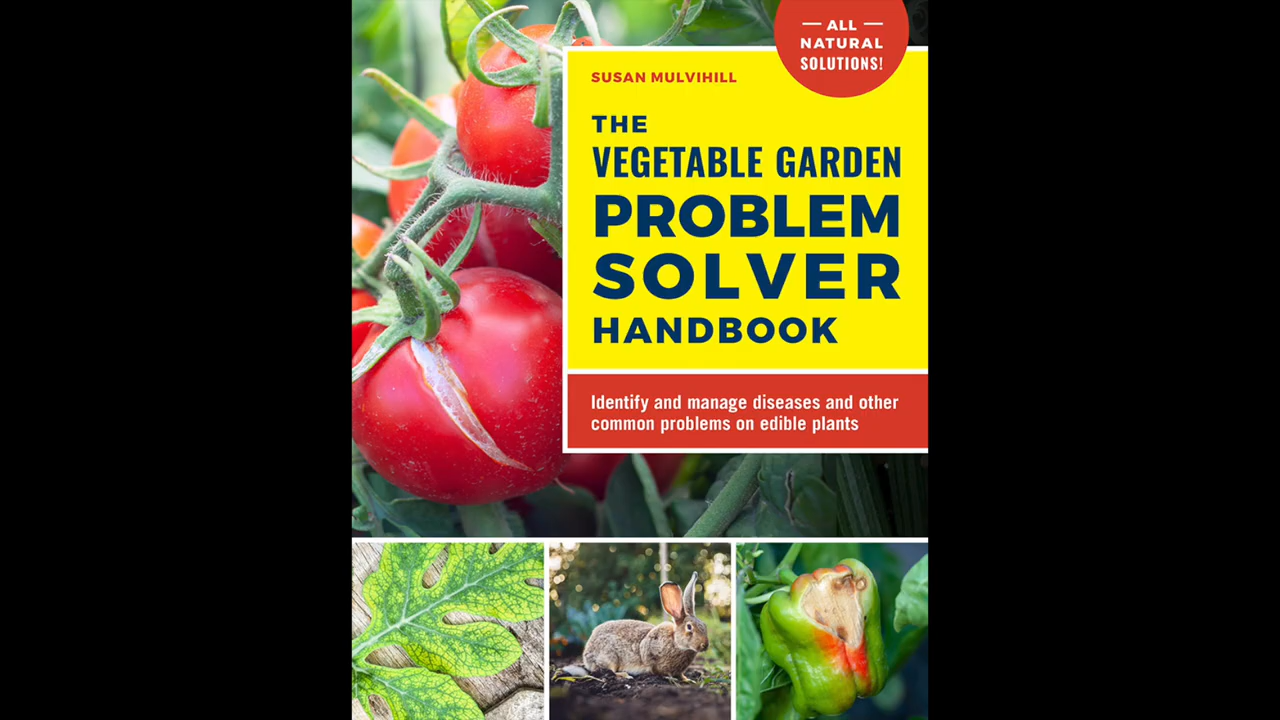 — ALL —
NATURAL
SOLUTIONS!
SUSAN MULVIHILL
THE
VEGETABLE GARDEN
PROBLEM
SOLVER
HANDBOOK
Identify and manage diseases and other
common problems on edible plants